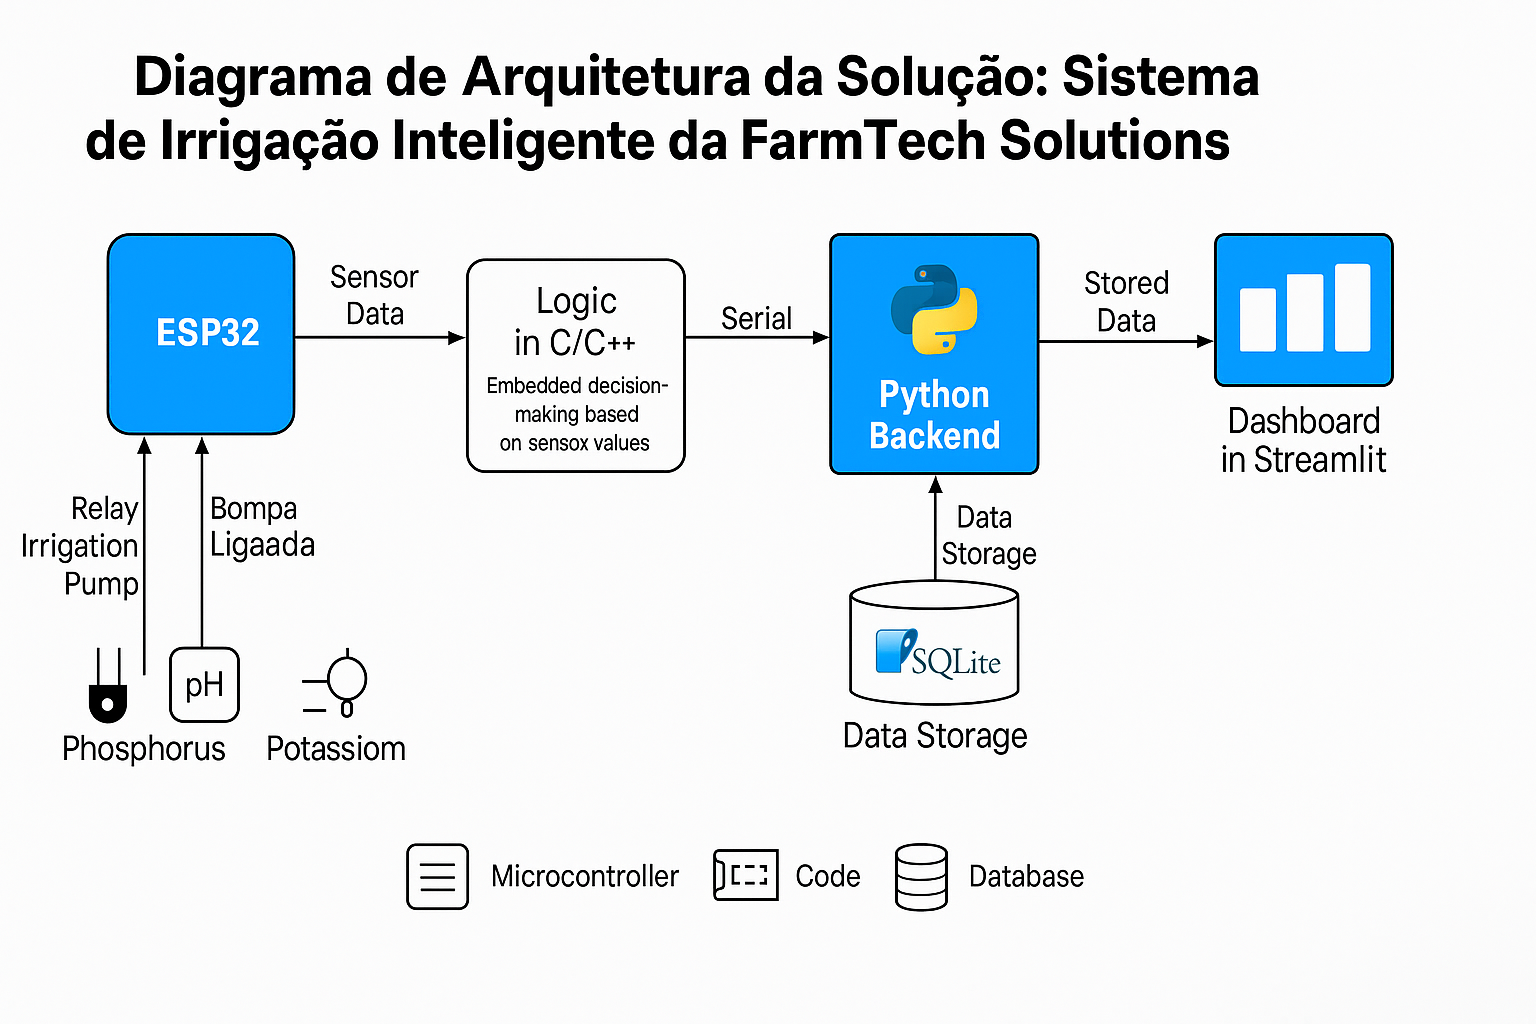 Diagrama de Arquitetura da Solução: Sistema
de Irrigação Inteligente da FarmTech Solutions
ESP32
Sensor
Data
Logic
in C/C++
Embedded decision-
making based
on sensox values
Serial
Python
Backend
Stored
Data
Dashboard
in Streamlit
Relay
Irrigation
Pump
Bompa
Ligaada
Data
Storage
pH
Phosphorus
Potassiom
SQLite
Data Storage
Microcontroller
Code
Database